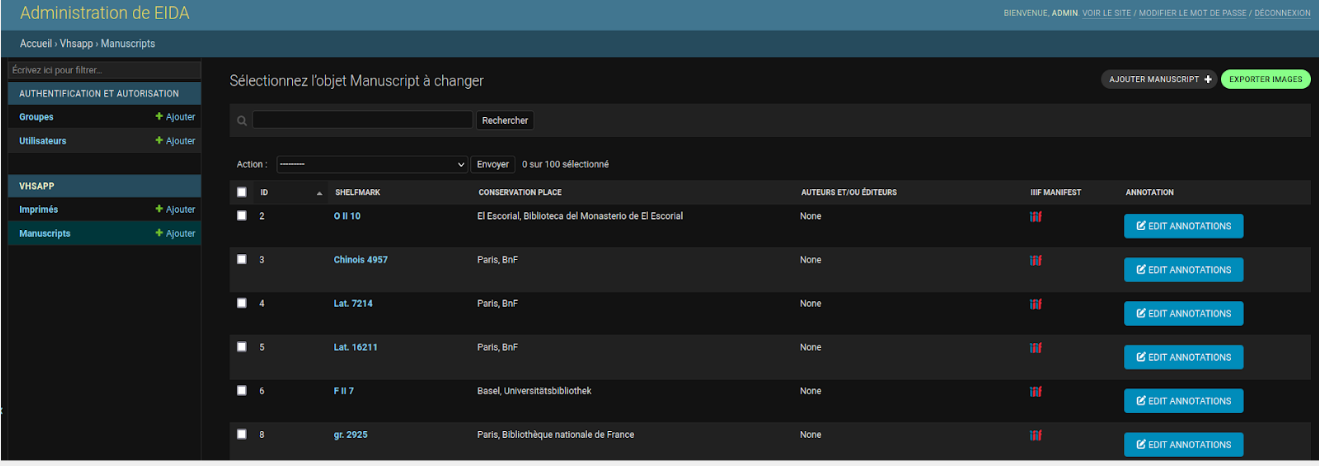 Administration de EIDA
BIENVENUE, ADMIN. VOIR LE SITE / MODIFIER LE MOT DE PASSE / DÉCONNEXION
Accueil › Vhsapp › Manuscripts
Écrivez ici pour filtrer...
AUTHENTIFICATION ET AUTORISATION
Groupes + Ajouter
Utilisateurs + Ajouter
VHSAPP
Imprimés + Ajouter
Manuscripts + Ajouter
Sélectionnez l'objet Manuscript à changer
AJOUTER MANUSCRIPT +
EXPORTER IMAGES
Rechercher
Action : --------- Envoyer 0 sur 100 sélectionné
ID SHELFMARK CONSERVATION PLACE AUTEURS ET/OU ÉDITEURS IIIF MANIFEST ANNOTATION
2 O II 10 El Escorial, Biblioteca del Monasterio de El Escorial None iiif EDIT ANNOTATIONS
3 Chinois 4957 Paris, BnF None iiif EDIT ANNOTATIONS
4 Lat. 7214 Paris, BnF None iiif EDIT ANNOTATIONS
5 Lat. 16211 Paris, BnF None iiif EDIT ANNOTATIONS
6 F II 7 Basel, Universitätsbibliothek None iiif EDIT ANNOTATIONS
8 gr. 2925 Paris, Bibliothèque nationale de France None iiif EDIT ANNOTATIONS